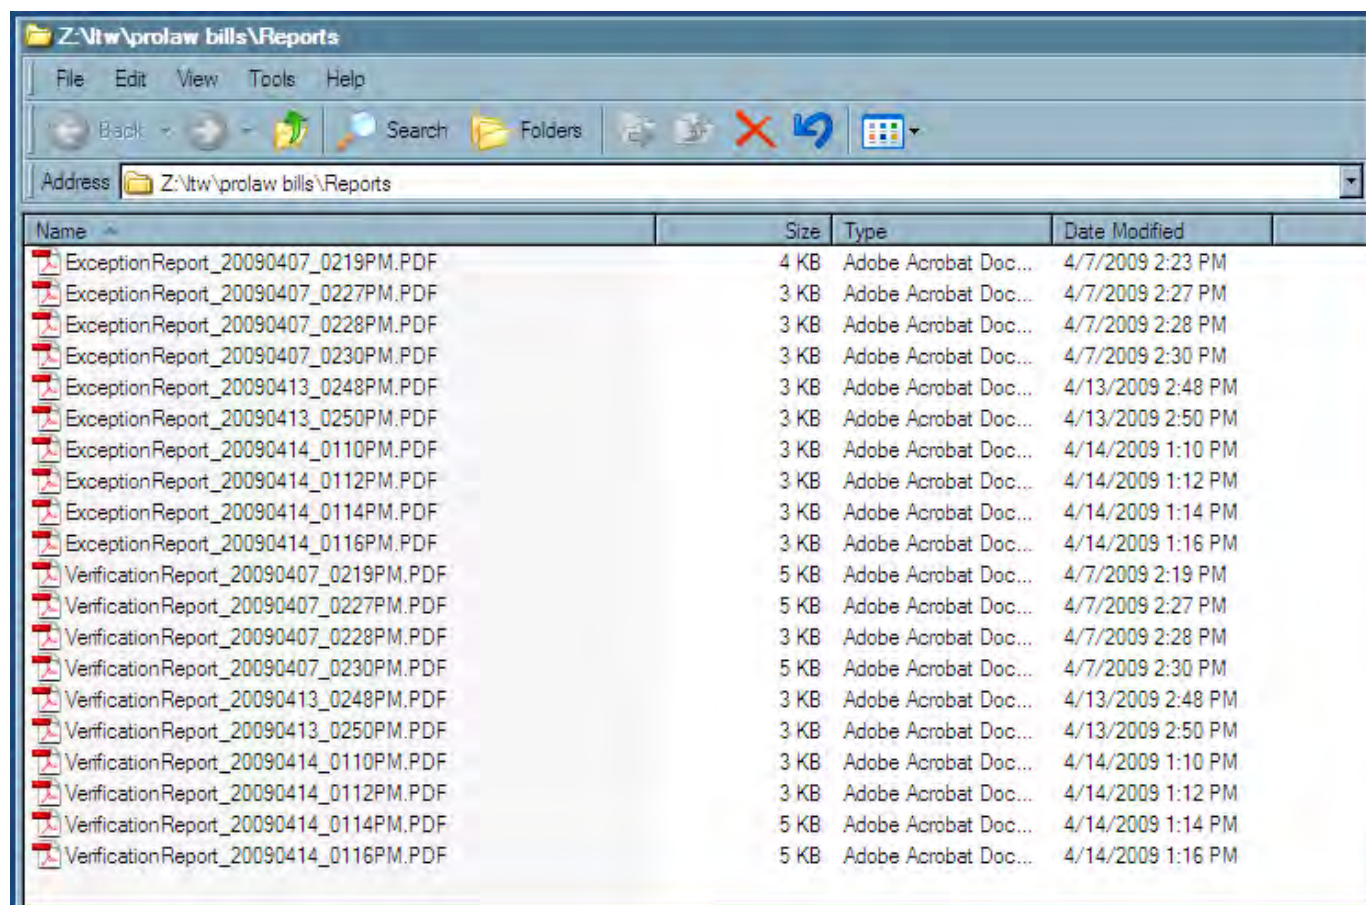 Z:\ltw\prolaw bills\Reports
File Edit View Tools Help
Back Search Folders
Address Z:\ltw\prolaw bills\Reports
Name Size Type Date Modified
ExceptionReport_20090407_0219PM.PDF 4 KB Adobe Acrobat Doc... 4/7/2009 2:23 PM
ExceptionReport_20090407_0227PM.PDF 3 KB Adobe Acrobat Doc... 4/7/2009 2:27 PM
ExceptionReport_20090407_0228PM.PDF 3 KB Adobe Acrobat Doc... 4/7/2009 2:28 PM
ExceptionReport_20090407_0230PM.PDF 3 KB Adobe Acrobat Doc... 4/7/2009 2:30 PM
ExceptionReport_20090413_0248PM.PDF 3 KB Adobe Acrobat Doc... 4/13/2009 2:48 PM
ExceptionReport_20090413_0250PM.PDF 3 KB Adobe Acrobat Doc... 4/13/2009 2:50 PM
ExceptionReport_20090414_0110PM.PDF 3 KB Adobe Acrobat Doc... 4/14/2009 1:10 PM
ExceptionReport_20090414_0112PM.PDF 3 KB Adobe Acrobat Doc... 4/14/2009 1:12 PM
ExceptionReport_20090414_0114PM.PDF 3 KB Adobe Acrobat Doc... 4/14/2009 1:14 PM
ExceptionReport_20090414_0116PM.PDF 3 KB Adobe Acrobat Doc... 4/14/2009 1:16 PM
VerificationReport_20090407_0219PM.PDF 5 KB Adobe Acrobat Doc... 4/7/2009 2:19 PM
VerificationReport_20090407_0227PM.PDF 5 KB Adobe Acrobat Doc... 4/7/2009 2:27 PM
VerificationReport_20090407_0228PM.PDF 3 KB Adobe Acrobat Doc... 4/7/2009 2:28 PM
VerificationReport_20090407_0230PM.PDF 5 KB Adobe Acrobat Doc... 4/7/2009 2:30 PM
VerificationReport_20090413_0248PM.PDF 3 KB Adobe Acrobat Doc... 4/13/2009 2:48 PM
VerificationReport_20090413_0250PM.PDF 3 KB Adobe Acrobat Doc... 4/13/2009 2:50 PM
VerificationReport_20090414_0110PM.PDF 3 KB Adobe Acrobat Doc... 4/14/2009 1:10 PM
VerificationReport_20090414_0112PM.PDF 3 KB Adobe Acrobat Doc... 4/14/2009 1:12 PM
VerificationReport_20090414_0114PM.PDF 5 KB Adobe Acrobat Doc... 4/14/2009 1:14 PM
VerificationReport_20090414_0116PM.PDF 5 KB Adobe Acrobat Doc... 4/14/2009 1:16 PM